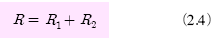 R = R₁ + R₂ (2.4)